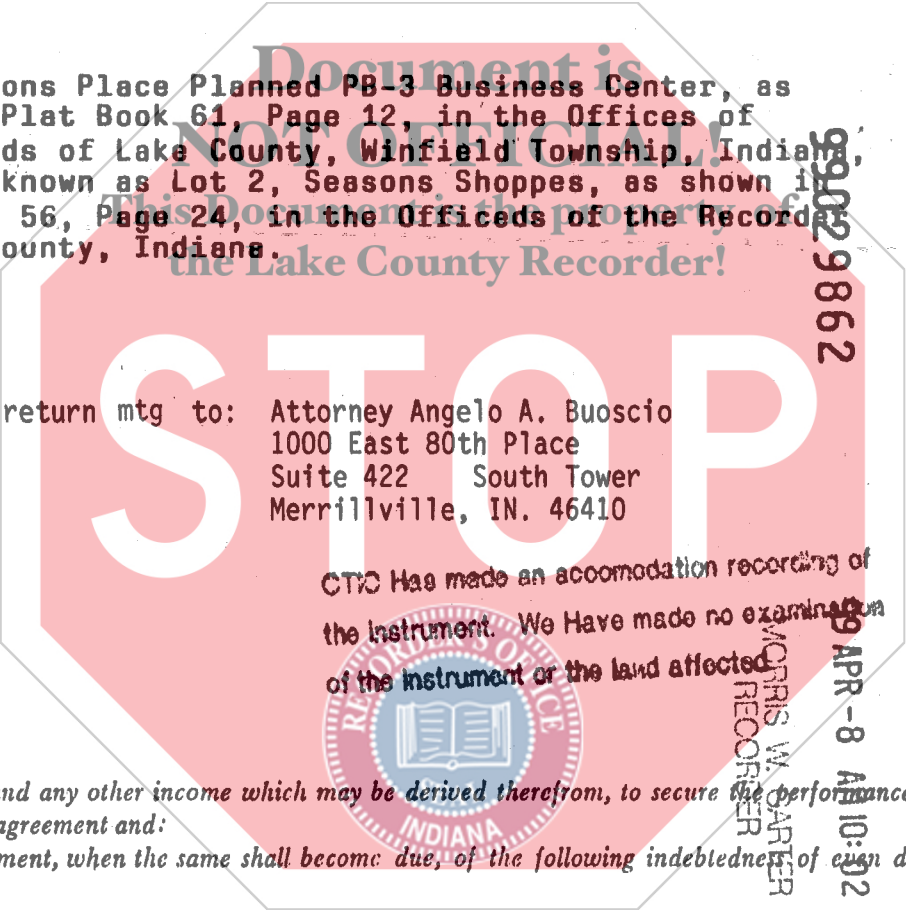 Document is
NOT OFFICIAL!
This Document is the property of
the Lake County Recorder!
STOP
ons Place Planned PB-3 Business Center, as
Plat Book 61, Page 12, in the Offices of
ds of Lake County, Winfield Township, Indiana,
known as Lot 2, Seasons Shoppes, as shown in
56, Page 24, in the Officeds of the Recorder
ounty, Indiana.
99029862
return mtg to: Attorney Angelo A. Buoscio
1000 East 80th Place
Suite 422 South Tower
Merrillville, IN. 46410
CTIC Has made an accomodation recording of
the instrument. We Have made no examination
of the instrument or the land affected
99 APR -8 AM 10:02
MORRIS W. CARTER
RECORDER
RECORDER'S OFFICE
INDIANA
nd any other income which may be derived therefrom, to secure the performance
agreement and:
ment, when the same shall become due, of the following indebtedness of even d